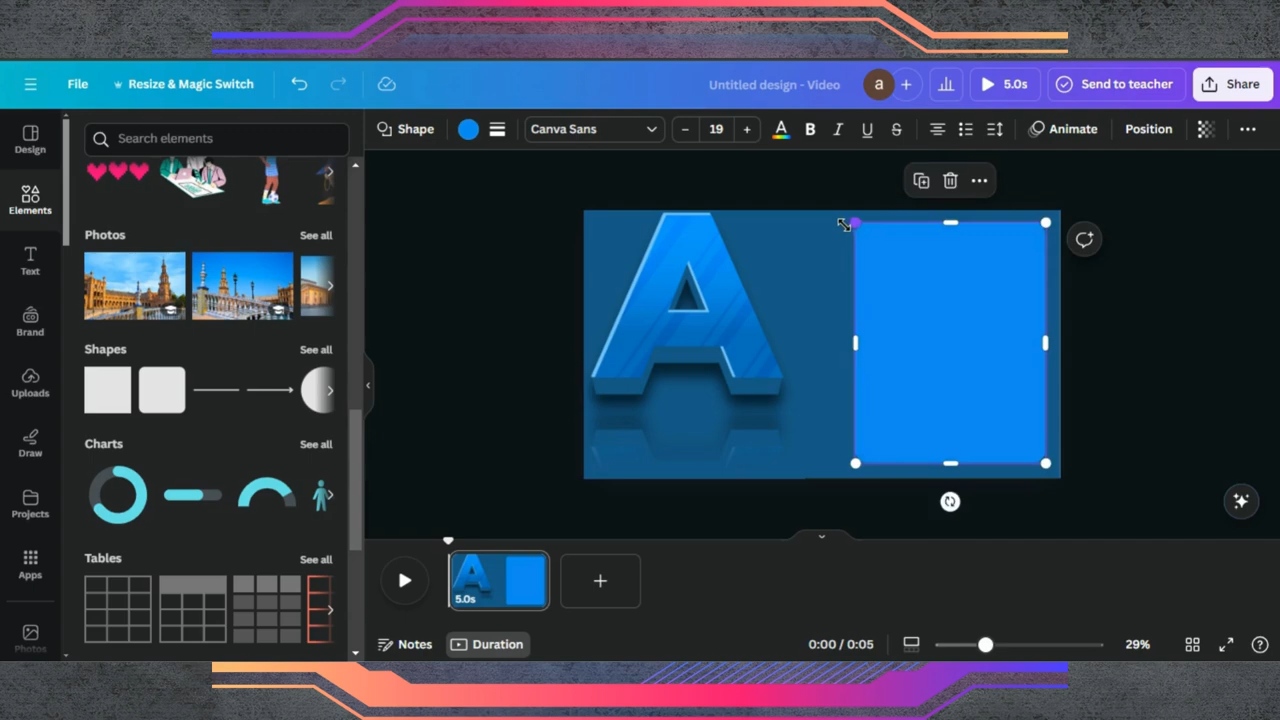 File
Resize & Magic Switch
Untitled design - Video
a
5.0s
Send to teacher
Share
Design
Elements
Text
Brand
Uploads
Draw
Projects
Apps
Photos
Search elements
Photos
See all
Shapes
See all
Charts
See all
Tables
See all
Shape
Canva Sans
19
A
B
I
U
S
Animate
Position
A
A
5.0s
Notes
Duration
0:00 / 0:05
29%